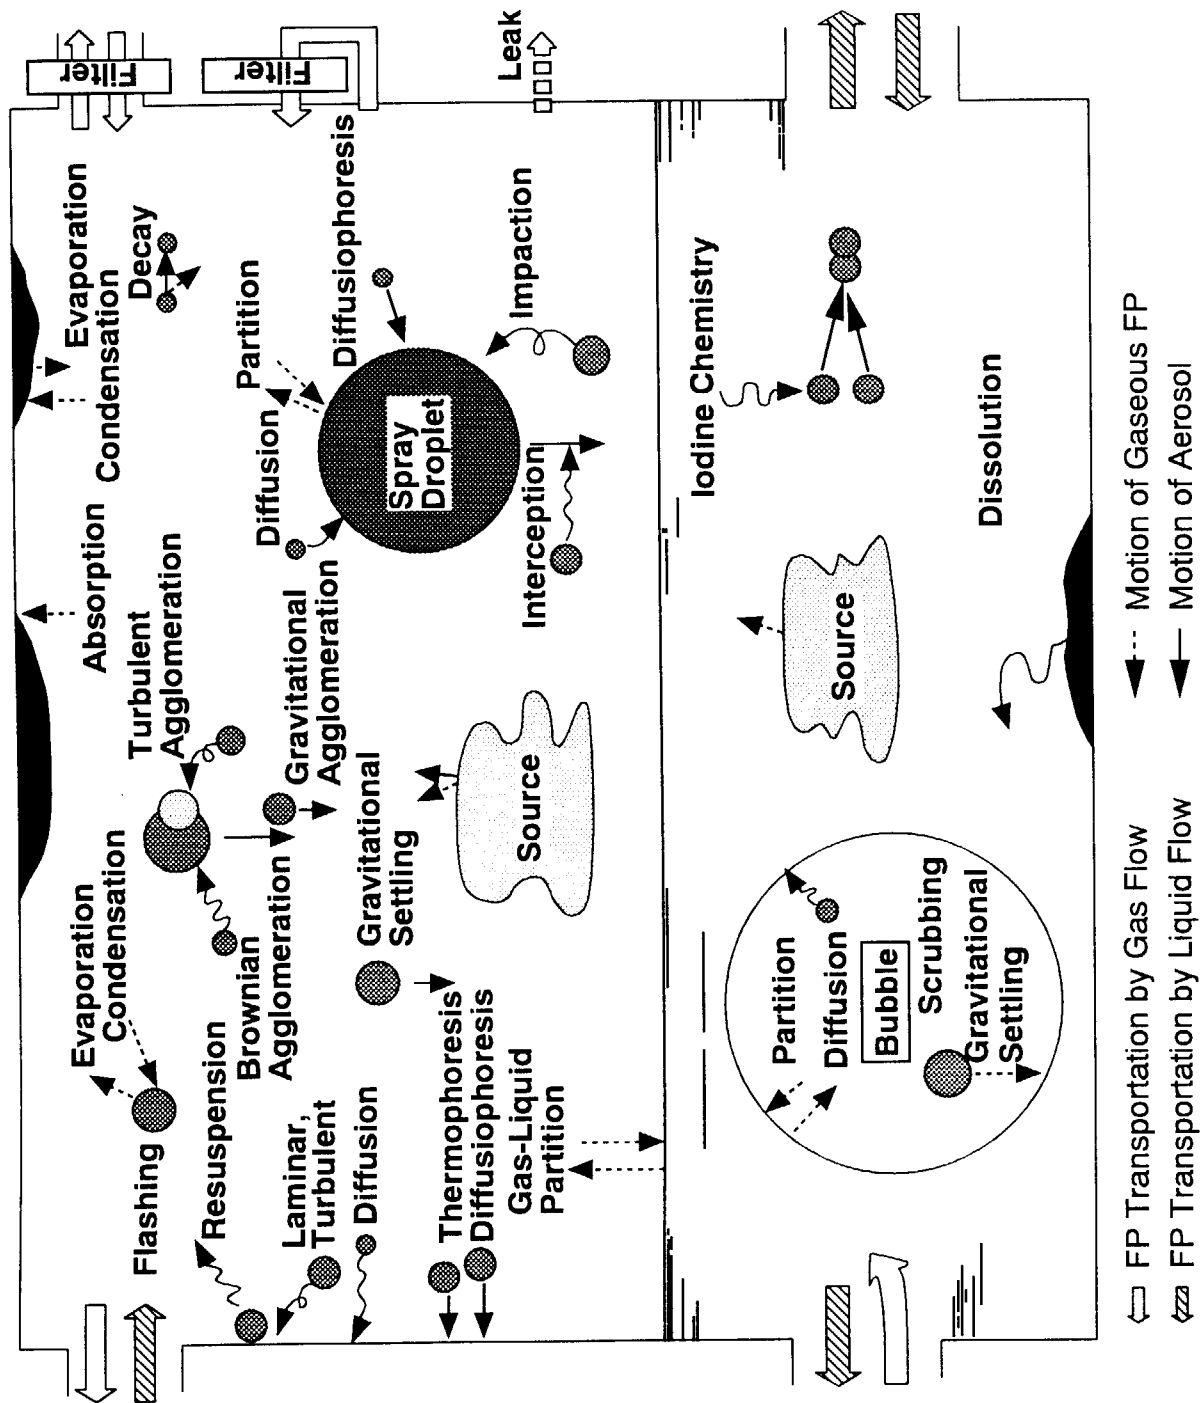 Evaporation
Condensation
Flashing
Resuspension
Laminar,
Turbulent
Diffusion
Thermophoresis
Diffusiophoresis
Gas-Liquid
Partition
Brownian
Agglomeration
Turbulent
Agglomeration
Gravitational
Agglomeration
Gravitational
Settling
Source
Absorption
Evaporation
Condensation
Decay
Partition
Diffusion
Diffusiophoresis
Spray
Droplet
Interception
Impaction
Filter
Filter
Leak
Partition
Diffusion
Bubble
Scrubbing
Gravitational
Settling
Source
Iodine Chemistry
Dissolution
FP Transportation by Gas Flow
FP Transportation by Liquid Flow
Motion of Gaseous FP
Motion of Aerosol